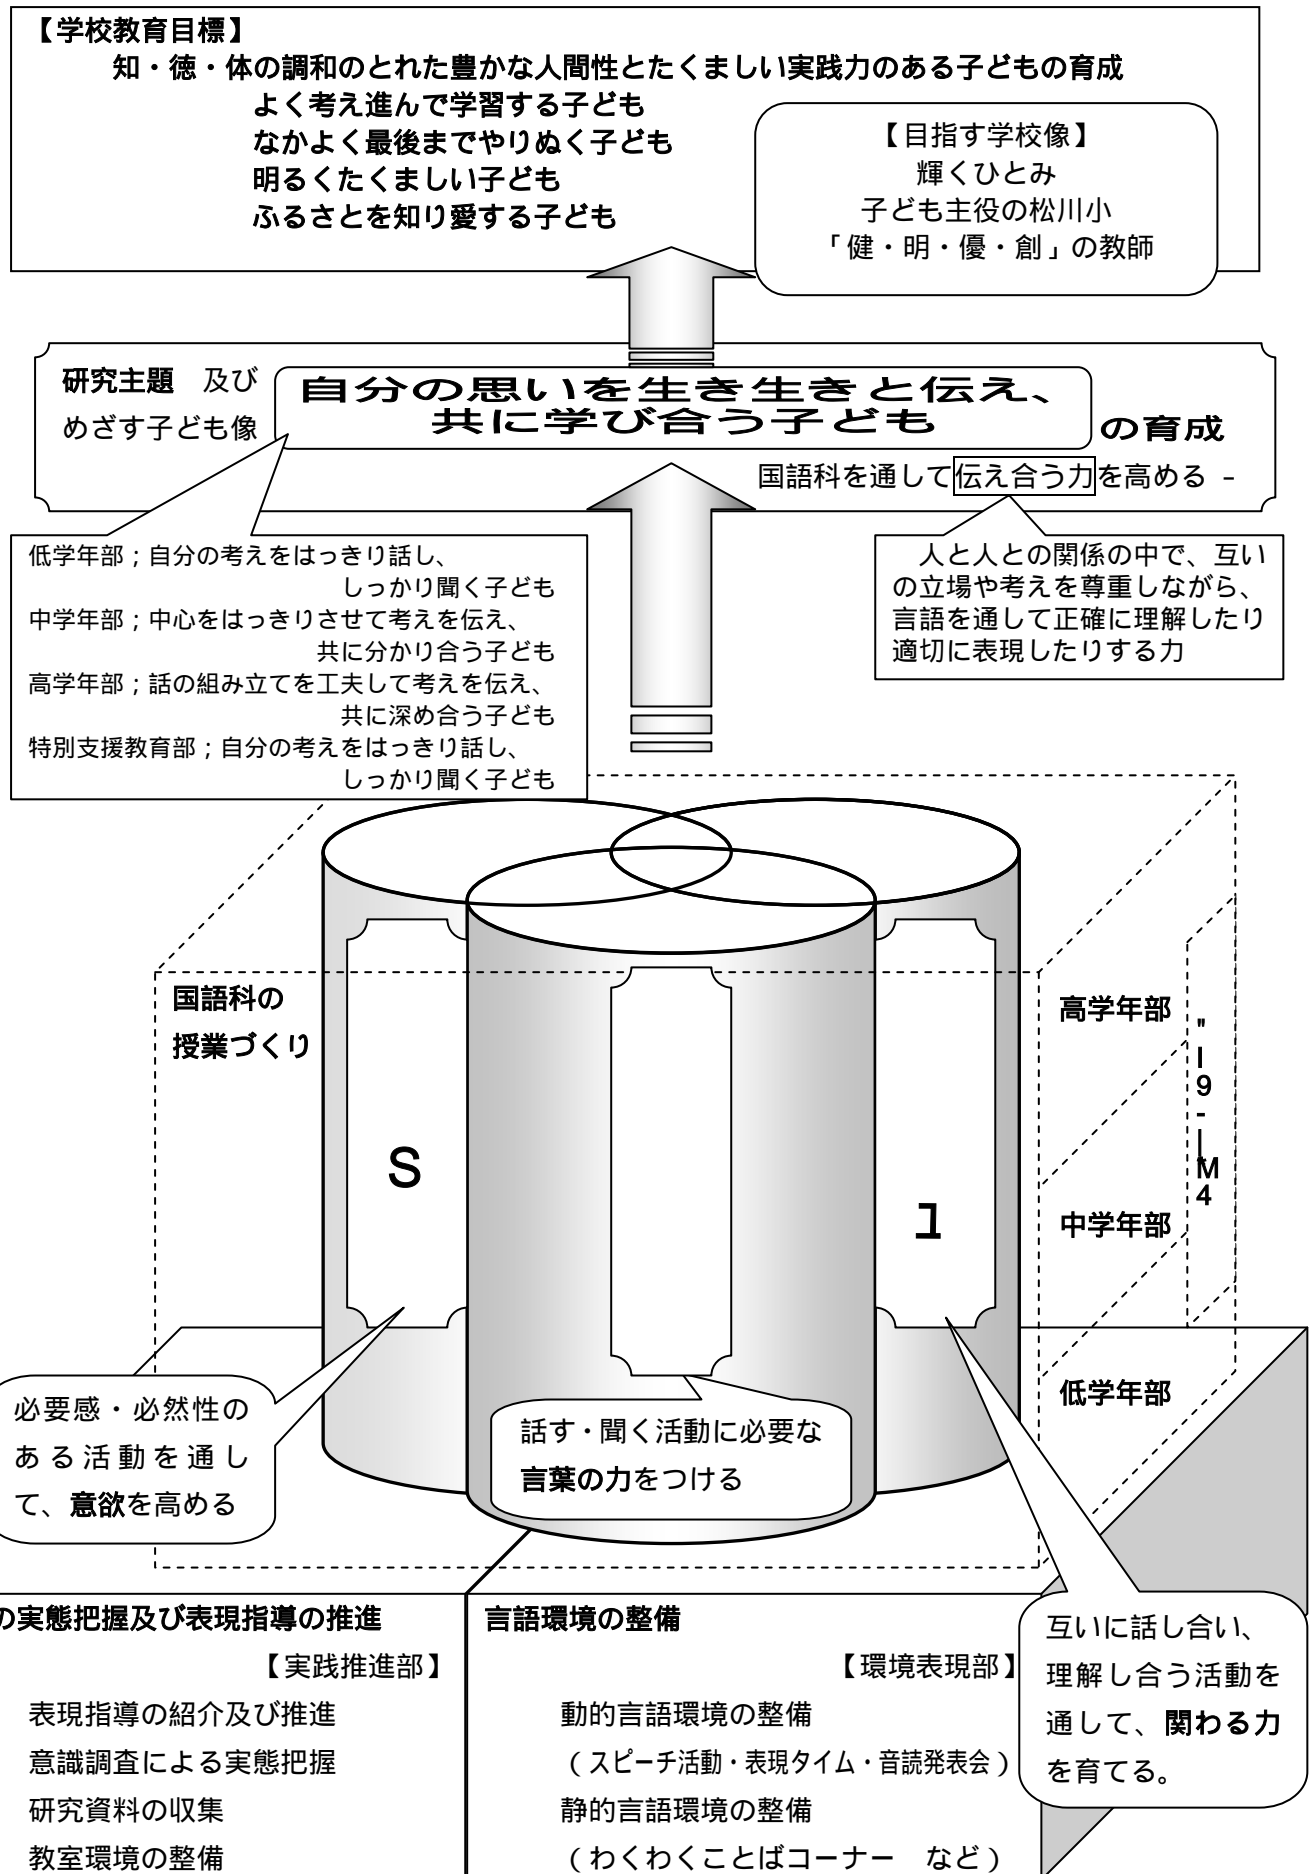 【学校教育目標】
知・徳・体の調和のとれた豊かな人間性とたくましい実践力のある子どもの育成
よく考え進んで学習する子ども
なかよく最後までやりぬく子ども
明るくたくましい子ども
ふるさとを知り愛する子ども
【目指す学校像】
輝くひとみ
子ども主役の松川小
「健・明・優・創」の教師
研究主題　及び
めざす子ども像
自分の思いを生き生きと伝え、
共に学び合う子ども
の育成
国語科を通して伝え合う力を高める －
低学年部；自分の考えをはっきり話し、
しっかり聞く子ども
中学年部；中心をはっきりさせて考えを伝え、
共に分かり合う子ども
高学年部；話の組み立てを工夫して考えを伝え、
共に深め合う子ども
特別支援教育部；自分の考えをはっきり話し、
しっかり聞く子ども
人と人との関係の中で、互い
の立場や考えを尊重しながら、
言語を通して正確に理解したり
適切に表現したりする力
国語科の
授業づくり
S
1
高学年部
中学年部
低学年部
"
I
9
-
M
4
必要感・必然性の
ある活動を通し
て、意欲を高める
話す・聞く活動に必要な
言葉の力をつける
互いに話し合い、
理解し合う活動を
通して、関わる力
を育てる。
の実態把握及び表現指導の推進
【実践推進部】
表現指導の紹介及び推進
意識調査による実態把握
研究資料の収集
教室環境の整備
言語環境の整備
【環境表現部】
動的言語環境の整備
（スピーチ活動・表現タイム・音読発表会）
静的言語環境の整備
（わくわくことばコーナー　など）